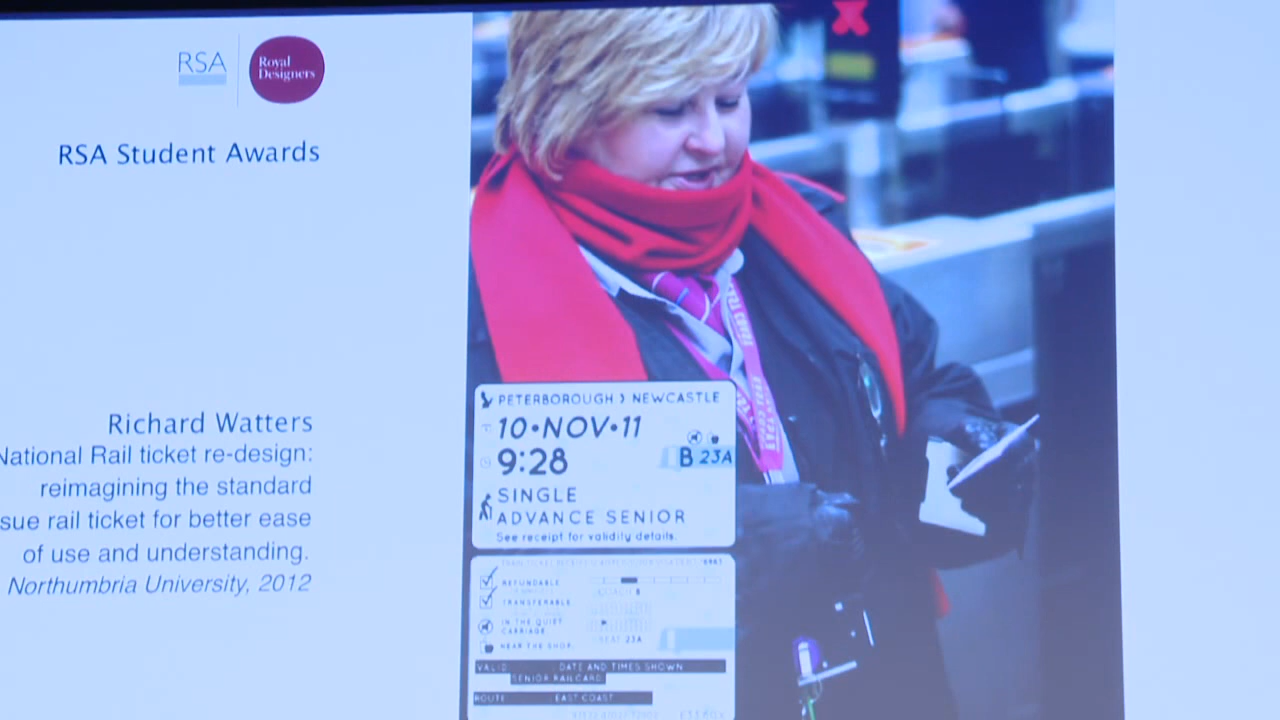 RSA
Royal
Designers
RSA Student Awards
Richard Watters
National Rail ticket re-design:
reimagining the standard
sue rail ticket for better ease
of use and understanding.
Northumbria University, 2012
PETERBOROUGH > NEWCASTLE
10•NOV•11
9:28
B 23A
SINGLE
ADVANCE SENIOR
See receipt for validity details.
REFUNDABLE
COACH B
TRANSFERABLE
IN THE QUIET
CARRIAGE.
SEAT 23A
NEAR THE SHOP.
VALID: DATE AND TIMES SHOWN
SENIOR RAILCARD
ROUTE: EAST COAST